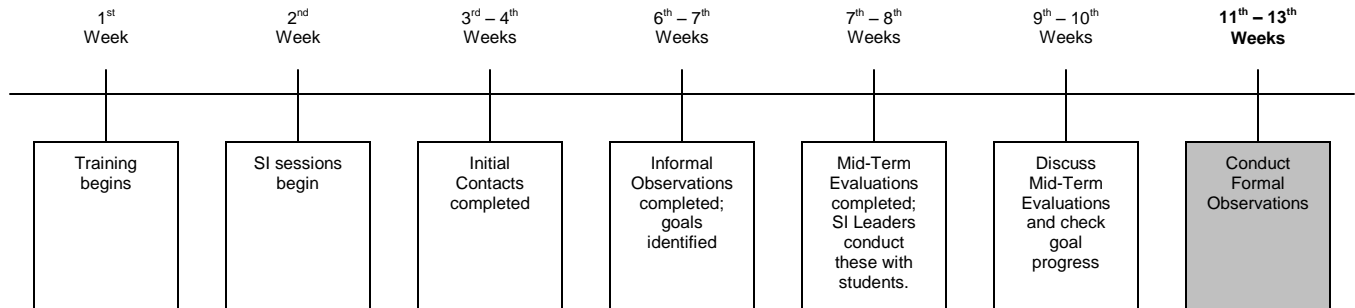 1st
Week
2nd
Week
3rd – 4th
Weeks
6th – 7th
Weeks
7th – 8th
Weeks
9th – 10th
Weeks
11th – 13th
Weeks
Training
begins
SI sessions
begin
Initial
Contacts
completed
Informal
Observations
completed;
goals
identified
Mid-Term
Evaluations
completed;
SI Leaders
conduct
these with
students.
Discuss
Mid-Term
Evaluations
and check
goal
progress
Conduct
Formal
Observations